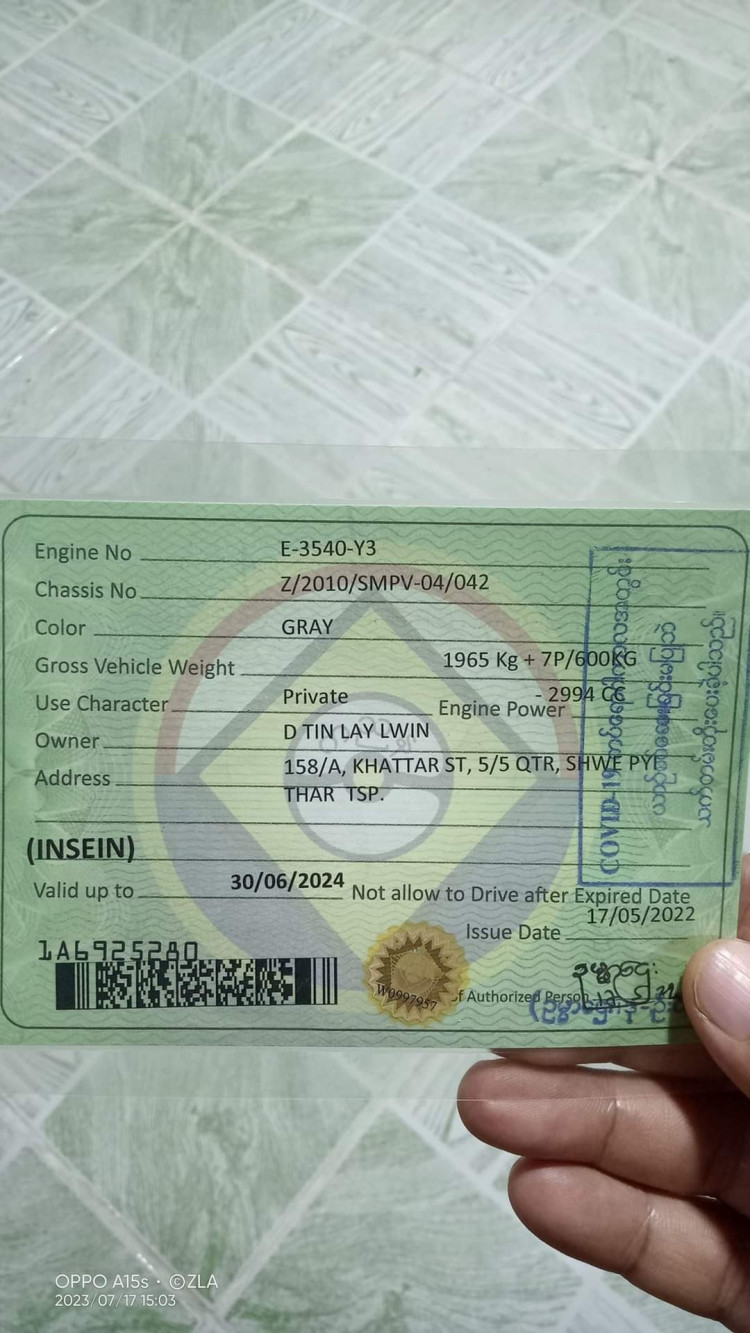 Engine No E-3540-Y3
Chassis No Z/2010/SMPV-04/042
Color GRAY
Gross Vehicle Weight 1965 Kg + 7P/600KG
Use Character Private Engine Power - 2994 CC
Owner D TIN LAY LWIN
Address 158/A, KHATTAR ST, 5/5 QTR, SHWE PYI
THAR TSP.
(INSEIN)
Valid up to 30/06/2024 Not allow to Drive after Expired Date
Issue Date 17/05/2022
1A6925280
W0997957
of Authorized Person
COVID-19
OPPO A15s · ©ZLA
2023/07/17 15:03